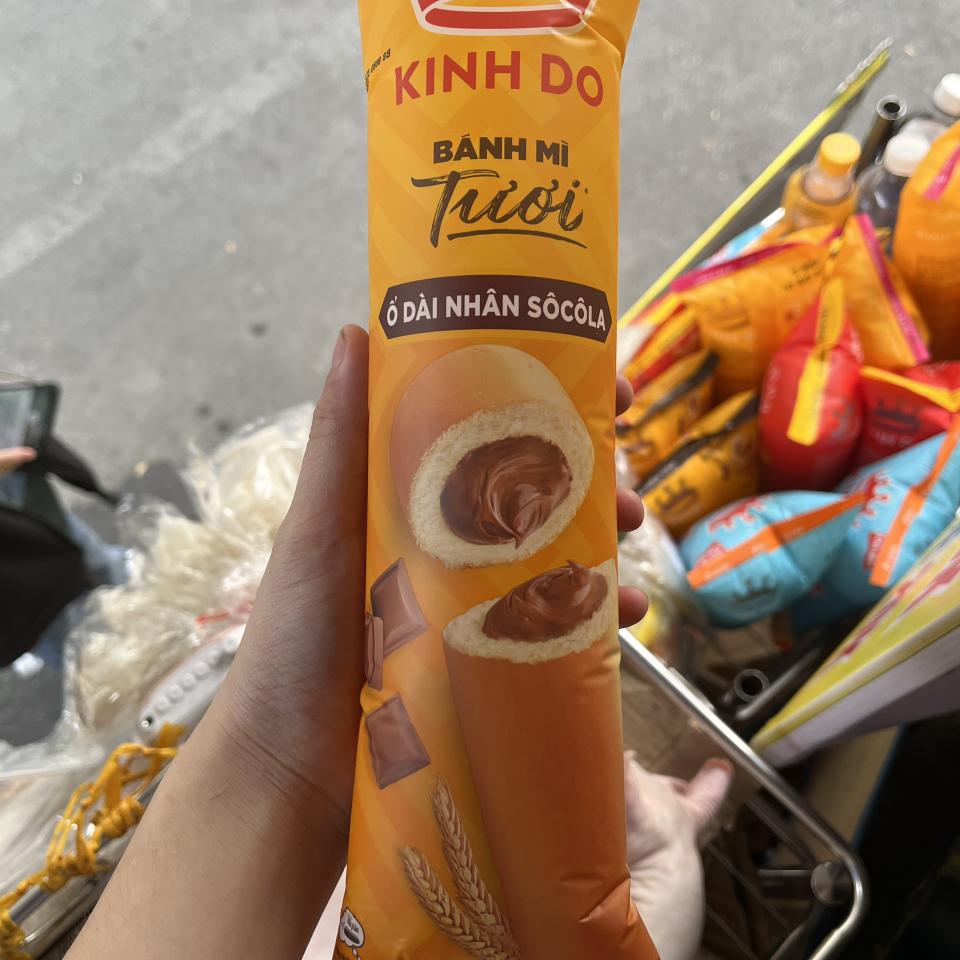 KINH DO
BÁNH MÌ
Tươi
Ổ DÀI NHÂN SÔCÔLA